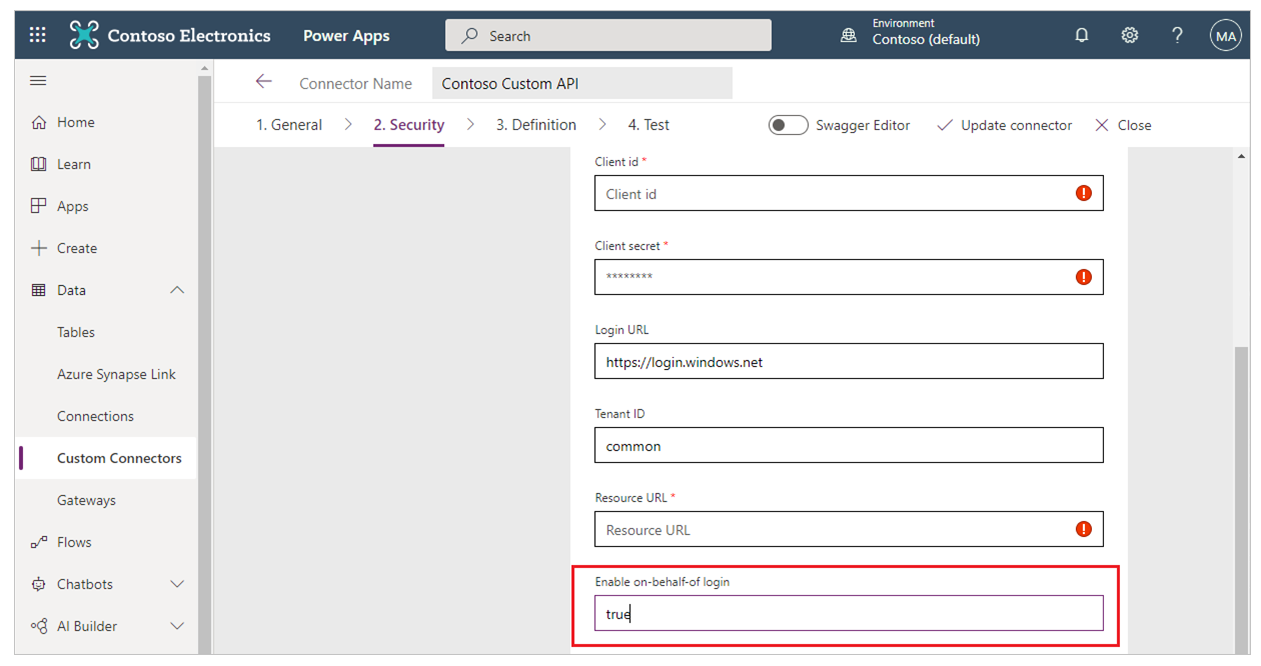 Contoso Electronics
Power Apps
Search
Environment
Contoso (default)
?
MA
Connector Name
Contoso Custom API
1. General
2. Security
3. Definition
4. Test
Swagger Editor
Update connector
Close
Home
Learn
Apps
Create
Data
Tables
Azure Synapse Link
Connections
Custom Connectors
Gateways
Flows
Chatbots
AI Builder
Client id *
Client id
Client secret *
********
Login URL
https://login.windows.net
Tenant ID
common
Resource URL *
Resource URL
Enable on-behalf-of login
true